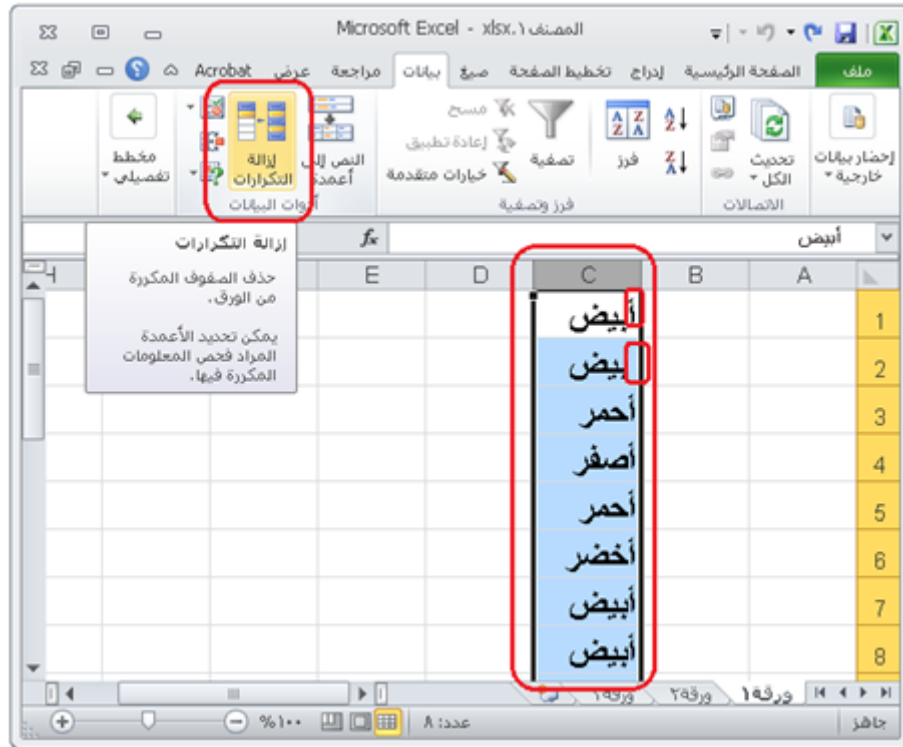 المصنف١.xlsx - Microsoft Excel
ملف الصفحة الرئيسية إدراج تخطيط الصفحة صيغ بيانات مراجعة عرض Acrobat
إحضار بيانات خارجية
تحديث الكل
الاتصالات
فرز
تصفية
مسح
إعادة تطبيق
خيارات متقدمة
فرز وتصفية
النص إلى أعمدة
إزالة التكرارات
أدوات البيانات
مخطط تفصيلي
أبيض fx
إزالة التكرارات
حذف الصفوف المكررة
من الورق.
يمكن تحديد الأعمدة
المراد فحص المعلومات
المكررة فيها.
A B C D E H
1 أبيض
2 بيض
3 أحمر
4 أصفر
5 أحمر
6 أخضر
7 أبيض
8 أبيض
ورقة١ ورقة٢ ورقة٣
جاهز عدد: ٨ ١٠٠%